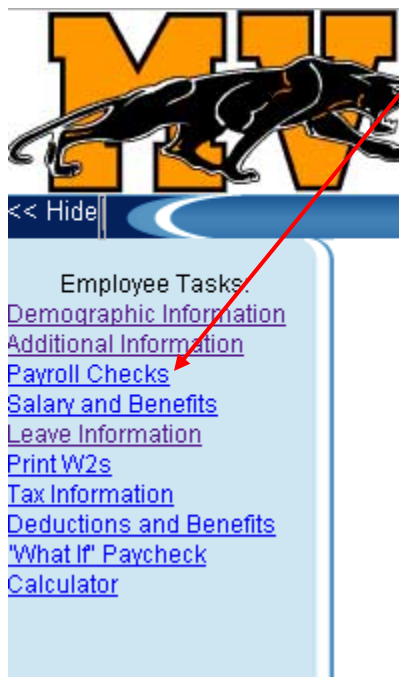 MV
<< Hide
Employee Tasks:
Demographic Information
Additional Information
Payroll Checks
Salary and Benefits
Leave Information
Print W2s
Tax Information
Deductions and Benefits
"What If" Paycheck
Calculator